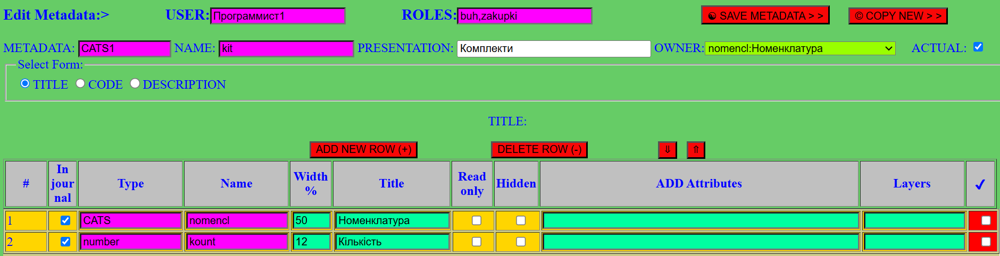 Edit Metadata:> USER: Программист1 ROLES: buh,zakupki ☯ SAVE METADATA > > © COPY NEW > >
METADATA: CATS1 NAME: kit PRESENTATION: Комплекти OWNER: nomencl:Номенклатура ACTUAL:
Select Form:
TITLE CODE DESCRIPTION
TITLE:
ADD NEW ROW (+) DELETE ROW (-) ⇓ ⇑
# In jour nal Type Name Width % Title Read only Hidden ADD Attributes Layers ✔
1 CATS nomencl 50 Номенклатура
2 number kount 12 Кількість